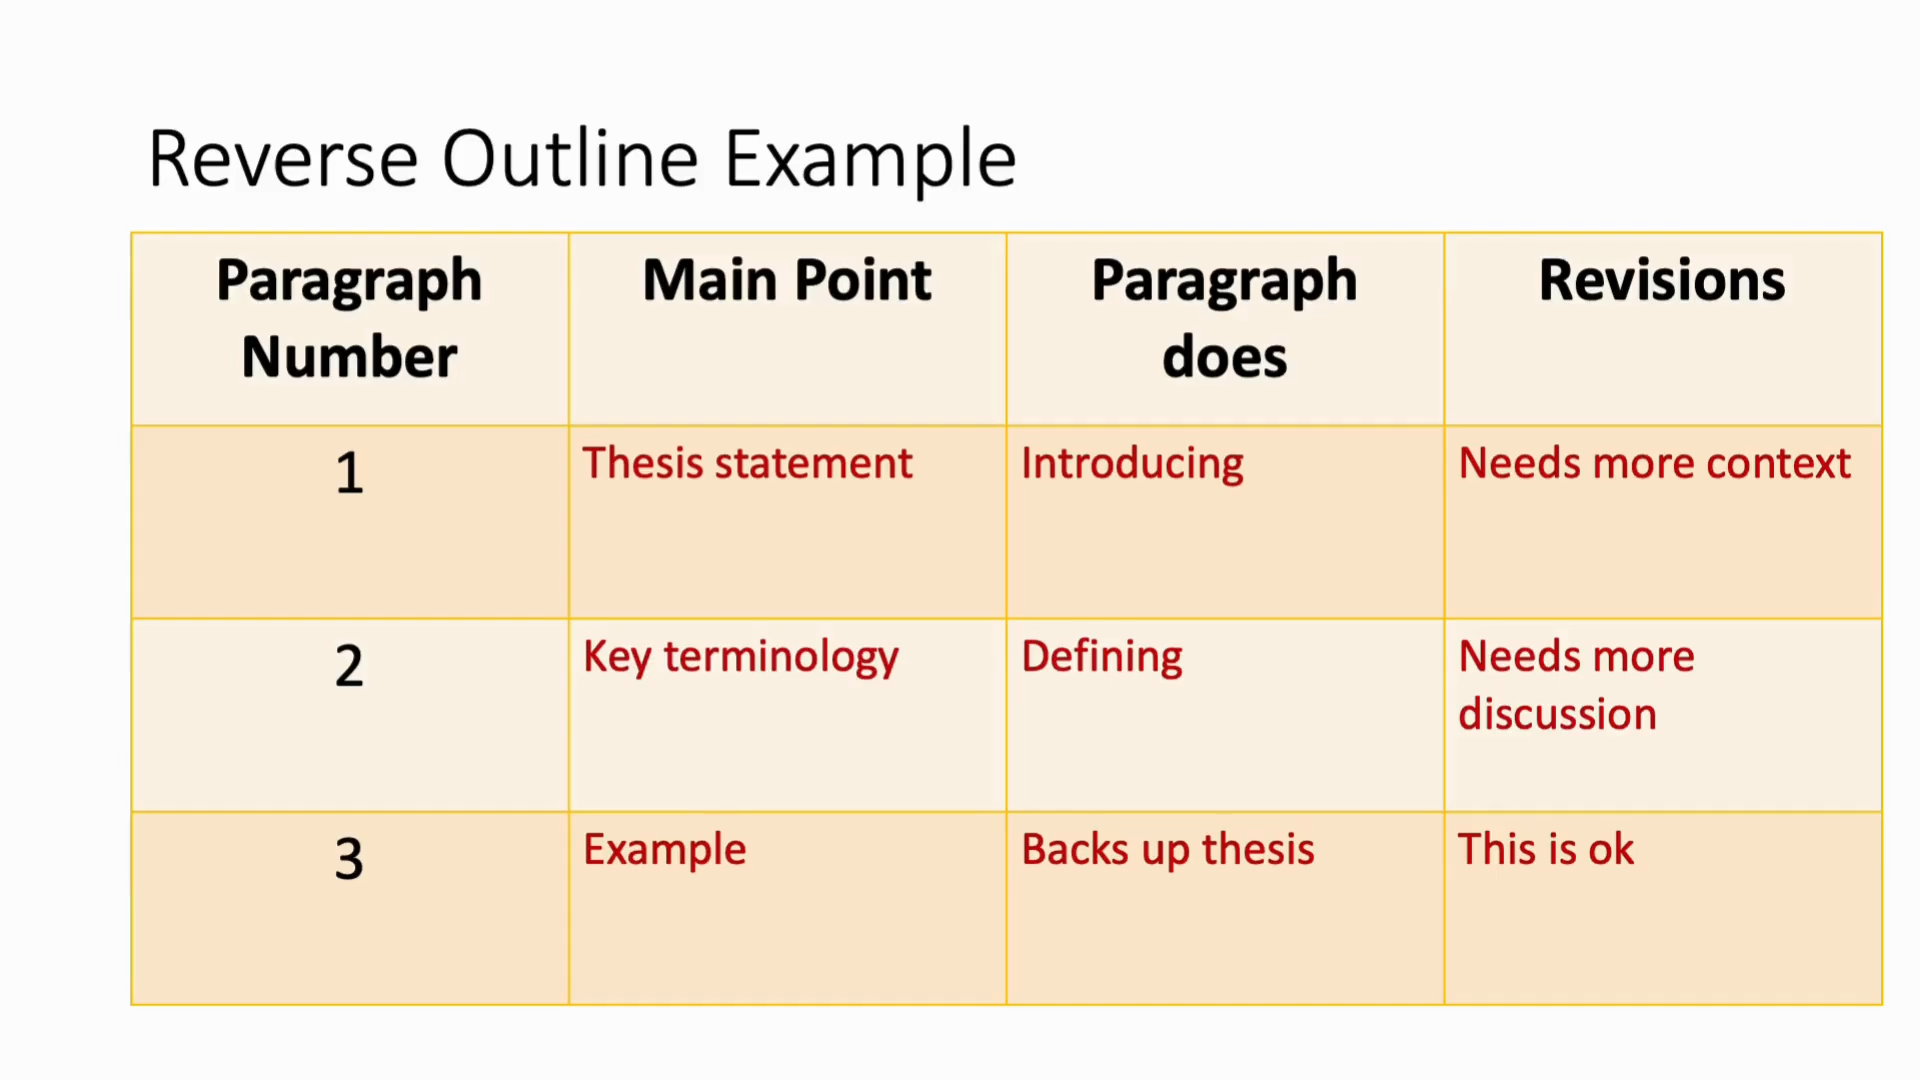 Reverse Outline Example
Paragraph Number
Main Point
Paragraph does
Revisions
1
Thesis statement
Introducing
Needs more context
2
Key terminology
Defining
Needs more
discussion
3
Example
Backs up thesis
This is ok